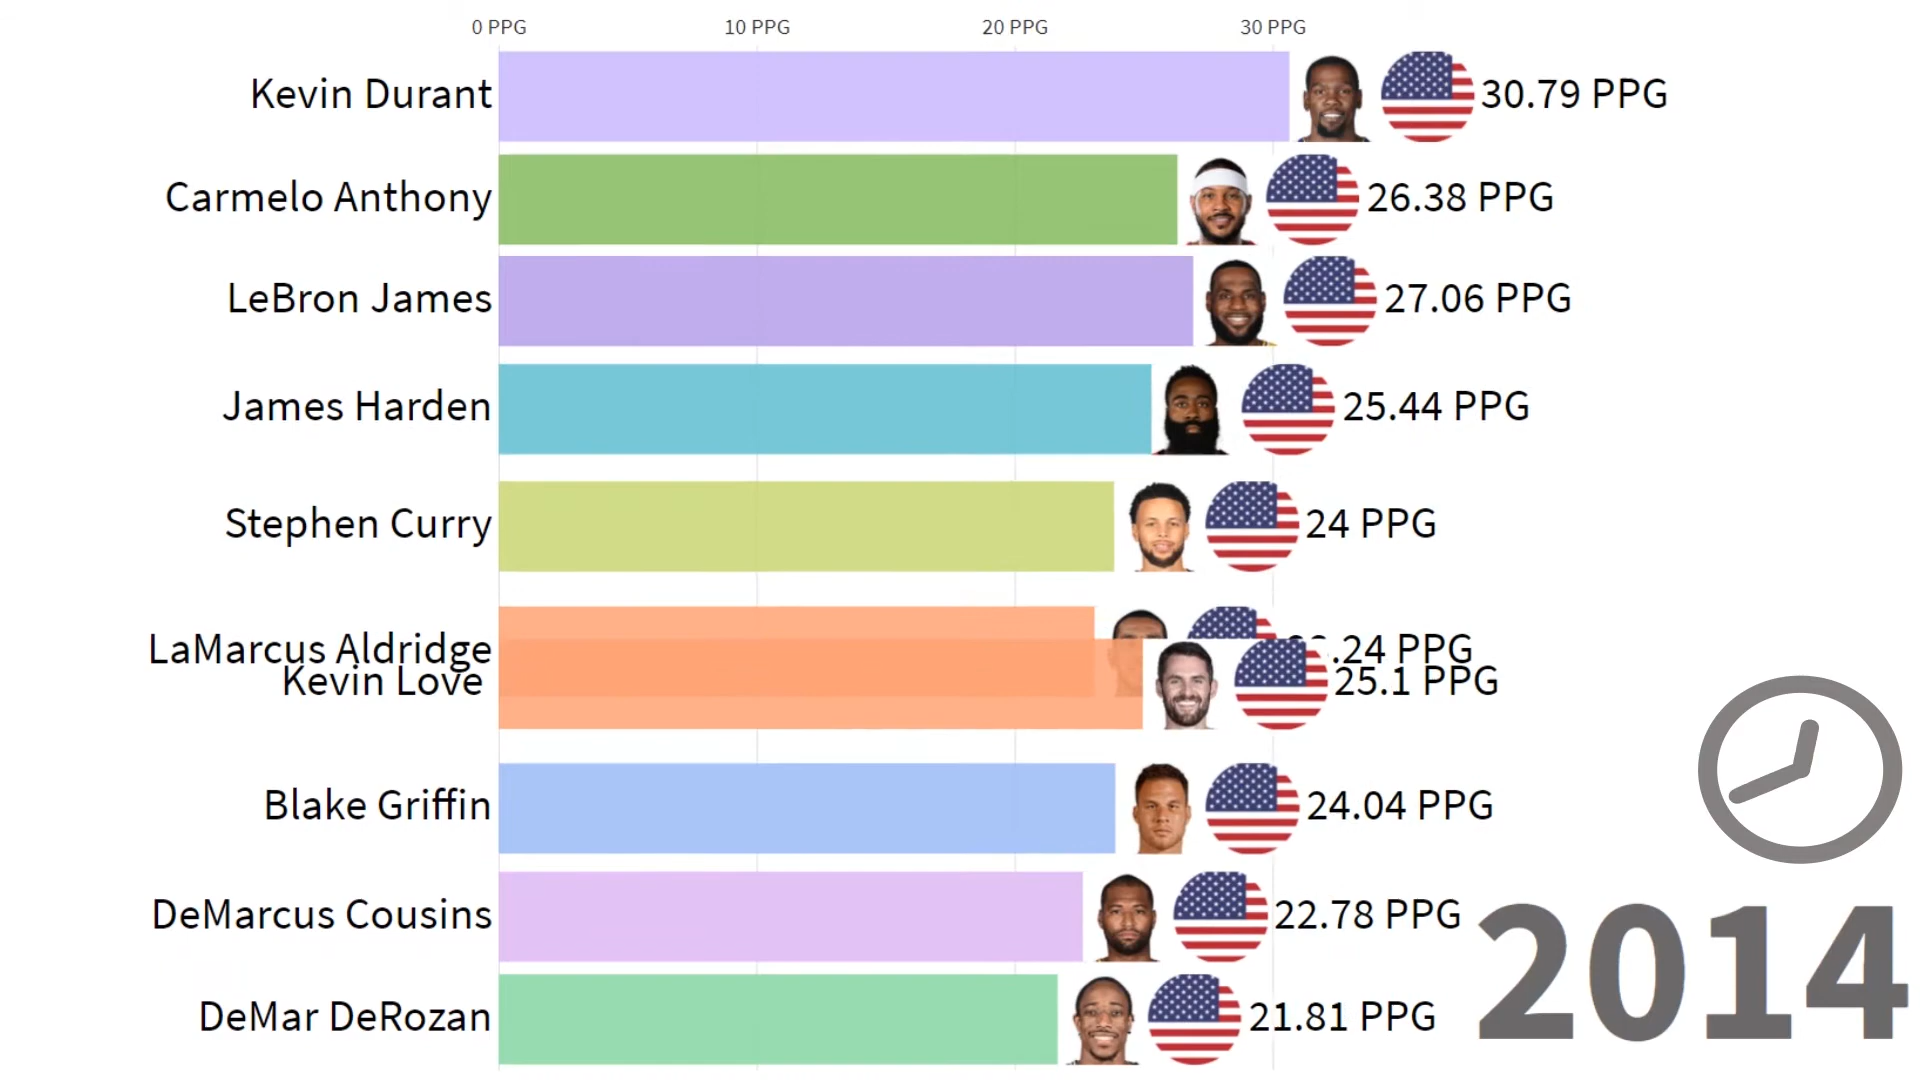 0 PPG 10 PPG 20 PPG 30 PPG
Kevin Durant 30.79 PPG
Carmelo Anthony 26.38 PPG
LeBron James 27.06 PPG
James Harden 25.44 PPG
Stephen Curry 24 PPG
LaMarcus Aldridge .24 PPG
Kevin Love 25.1 PPG
Blake Griffin 24.04 PPG
DeMarcus Cousins 22.78 PPG
DeMar DeRozan 21.81 PPG
2014